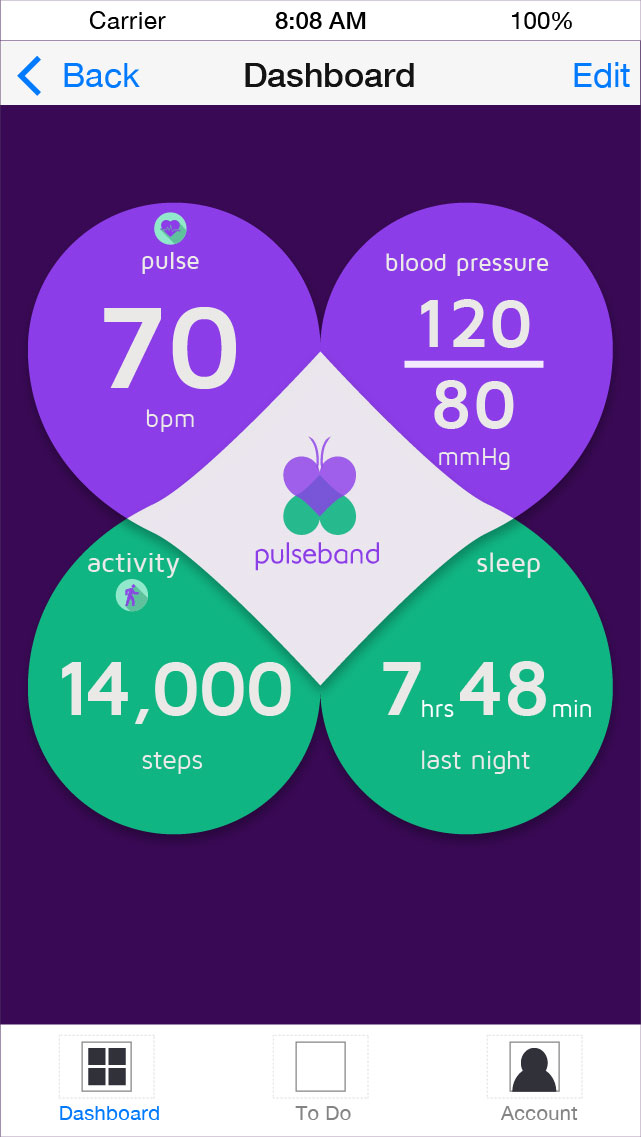 Carrier 8:08 AM 100%
Back Dashboard Edit
pulse
70
bpm
blood pressure
120
80
mmHg
pulseband
activity
14,000
steps
sleep
7 hrs 48 min
last night
Dashboard To Do Account